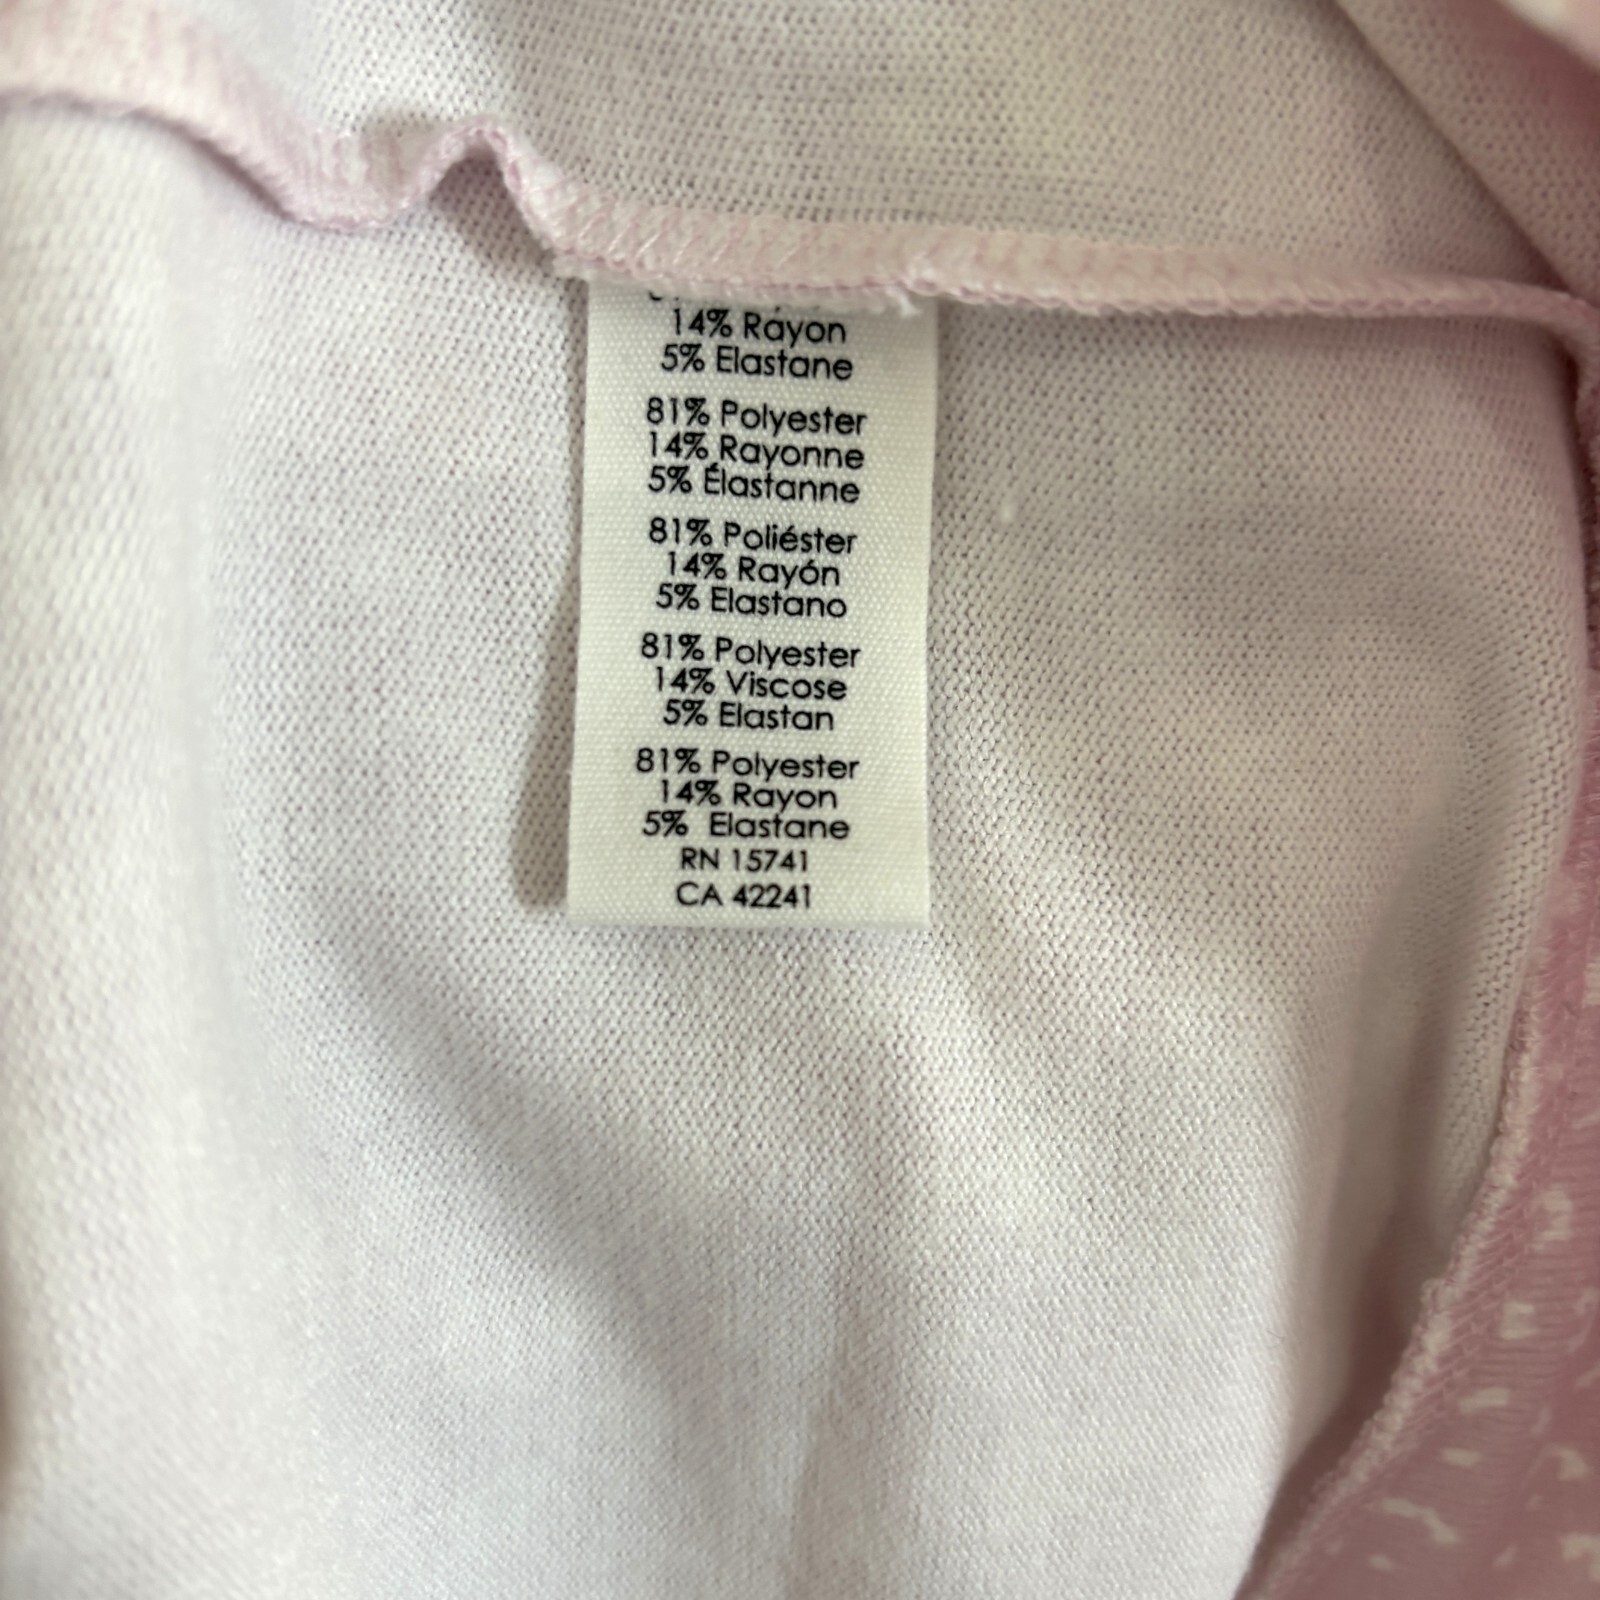 14% Rayon
5% Elastane
81% Polyester
14% Rayonne
5% Élastanne
81% Poliéster
14% Rayón
5% Elastano
81% Polyester
14% Viscose
5% Elastan
81% Polyester
14% Rayon
5% Elastane
RN 15741
CA 42241